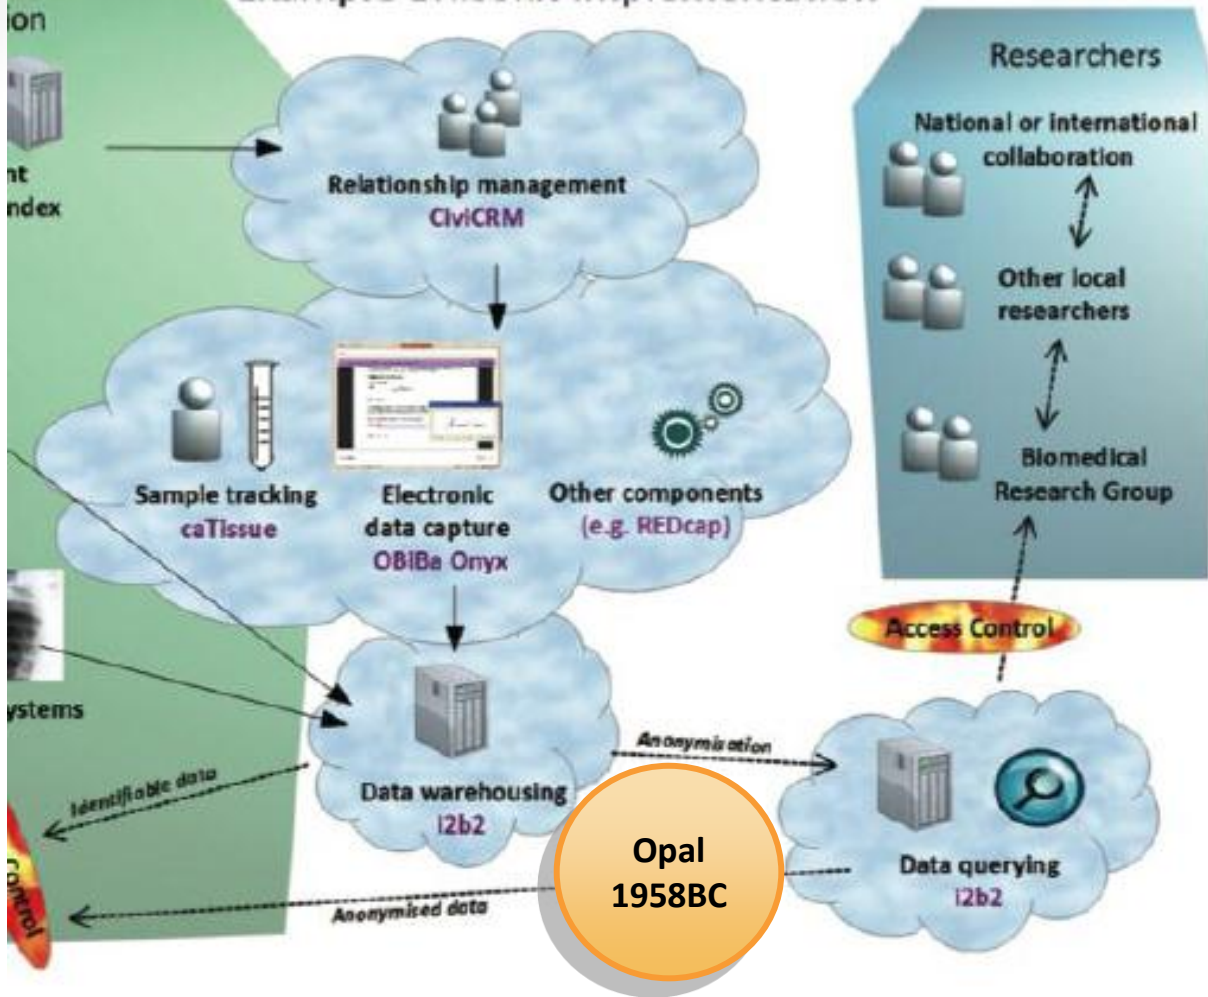 ion
Researchers
National or international
collaboration
nt
ndex
Relationship management
CiviCRM
Other local
researchers
Biomedical
Research Group
Sample tracking
caTissue
Electronic
data capture
OBiBa Onyx
Other components
(e.g. REDcap)
Access Control
ystems
Anonymisation
Identifiable data
Data warehousing
i2b2
Opal
1958BC
Data querying
i2b2
Anonymised data
Control